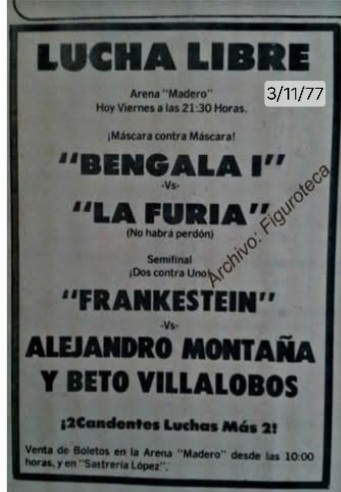 LUCHA LIBRE
Arena "Madero"
Hoy Viernes a las 21:30 Horas.
3/11/77
¡Máscara contra Máscara!
"BENGALA I"
-Vs-
"LA FURIA"
(No habrá perdón)
Archivo: Figuroteca
Semifinal
¡Dos contra Uno!
"FRANKESTEIN"
-Vs-
ALEJANDRO MONTAÑA
Y BETO VILLALOBOS
¡2Candentes Luchas Más 2!
Venta de Boletos en la Arena "Madero" desde las 10:00
horas, y en "Sastrería López".